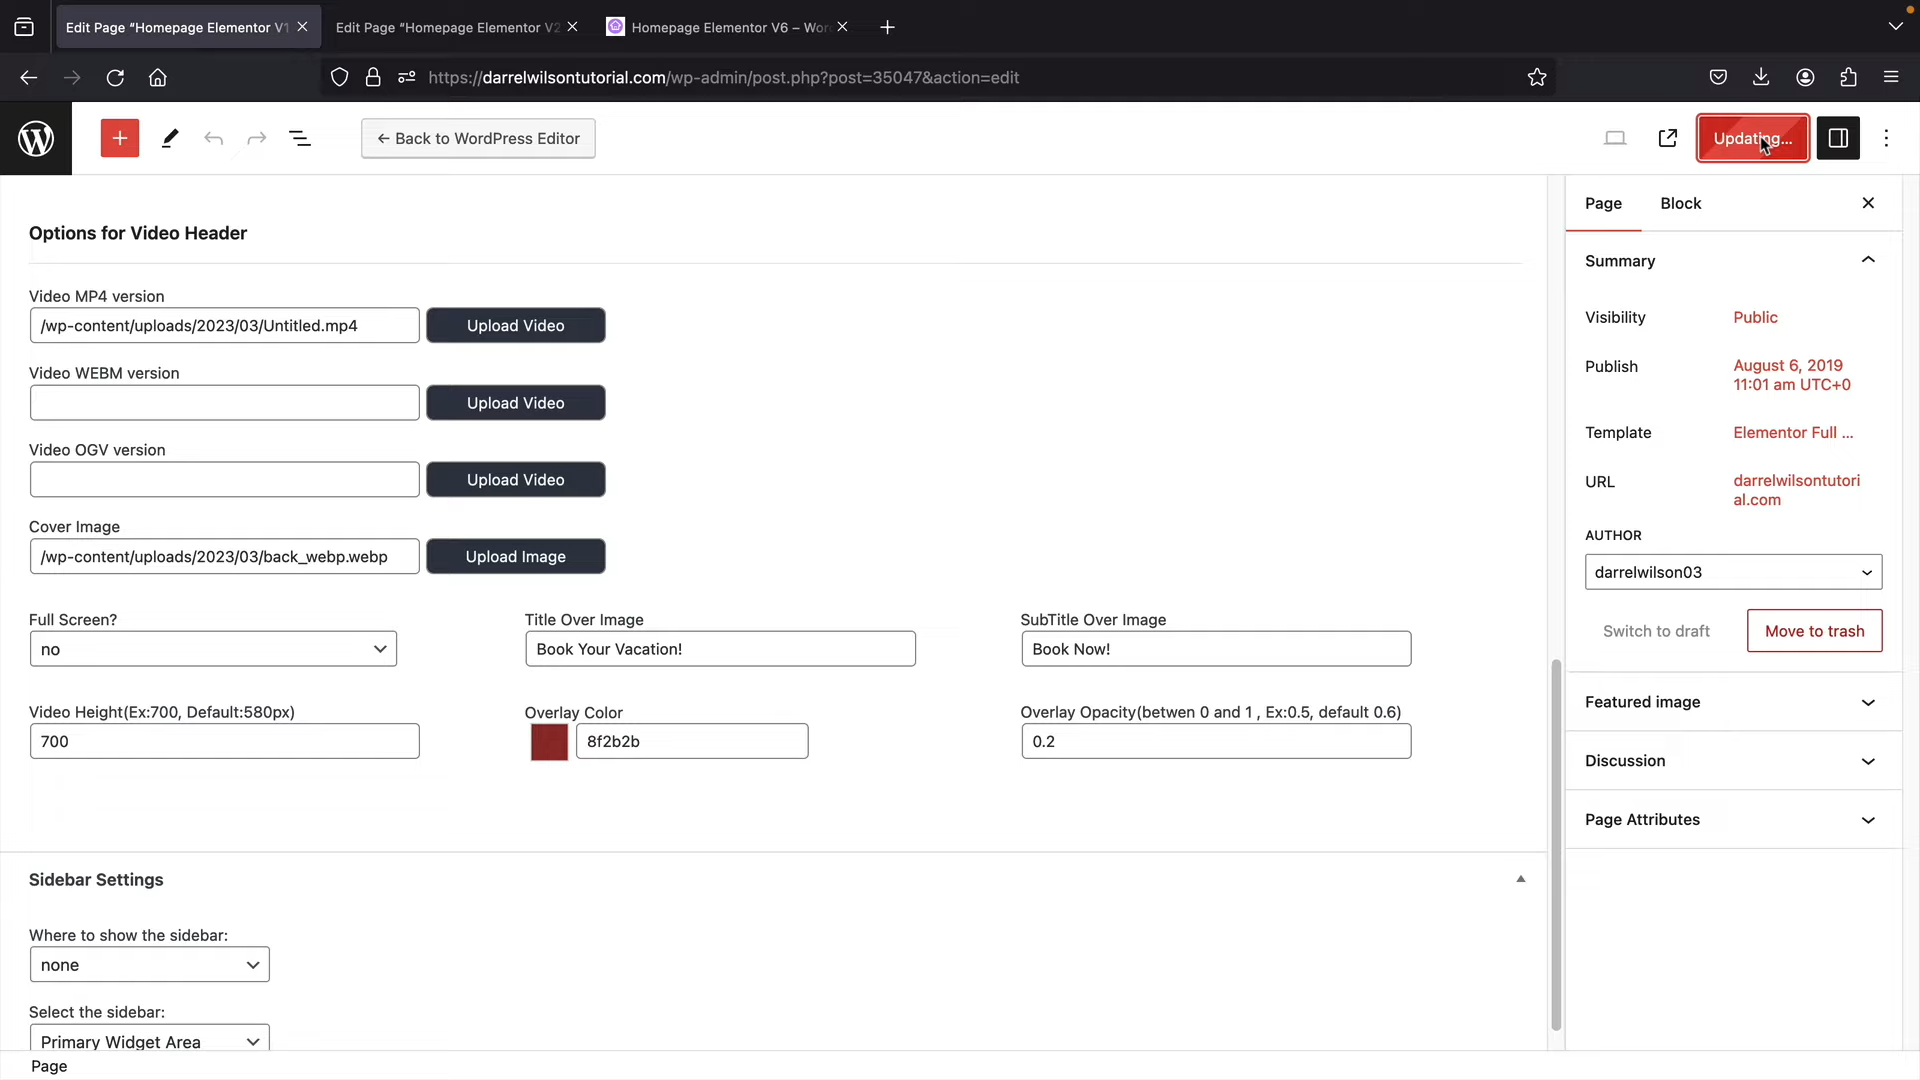 Edit Page “Homepage Elementor V1
Edit Page “Homepage Elementor V2
Homepage Elementor V6 – Wor
https://darrelwilsontutorial.com/wp-admin/post.php?post=35047&action=edit
← Back to WordPress Editor
Updating...
Options for Video Header
Video MP4 version
/wp-content/uploads/2023/03/Untitled.mp4
Upload Video
Video WEBM version
Upload Video
Video OGV version
Upload Video
Cover Image
/wp-content/uploads/2023/03/back_webp.webp
Upload Image
Full Screen?
no
Title Over Image
Book Your Vacation!
SubTitle Over Image
Book Now!
Video Height(Ex:700, Default:580px)
700
Overlay Color
8f2b2b
Overlay Opacity(betwen 0 and 1 , Ex:0.5, default 0.6)
0.2
Sidebar Settings
Where to show the sidebar:
none
Select the sidebar:
Primary Widget Area
Page
Page
Block
Summary
Visibility
Public
Publish
August 6, 2019
11:01 am UTC+0
Template
Elementor Full ...
URL
darrelwilsontutori
al.com
AUTHOR
darrelwilson03
Switch to draft
Move to trash
Featured image
Discussion
Page Attributes